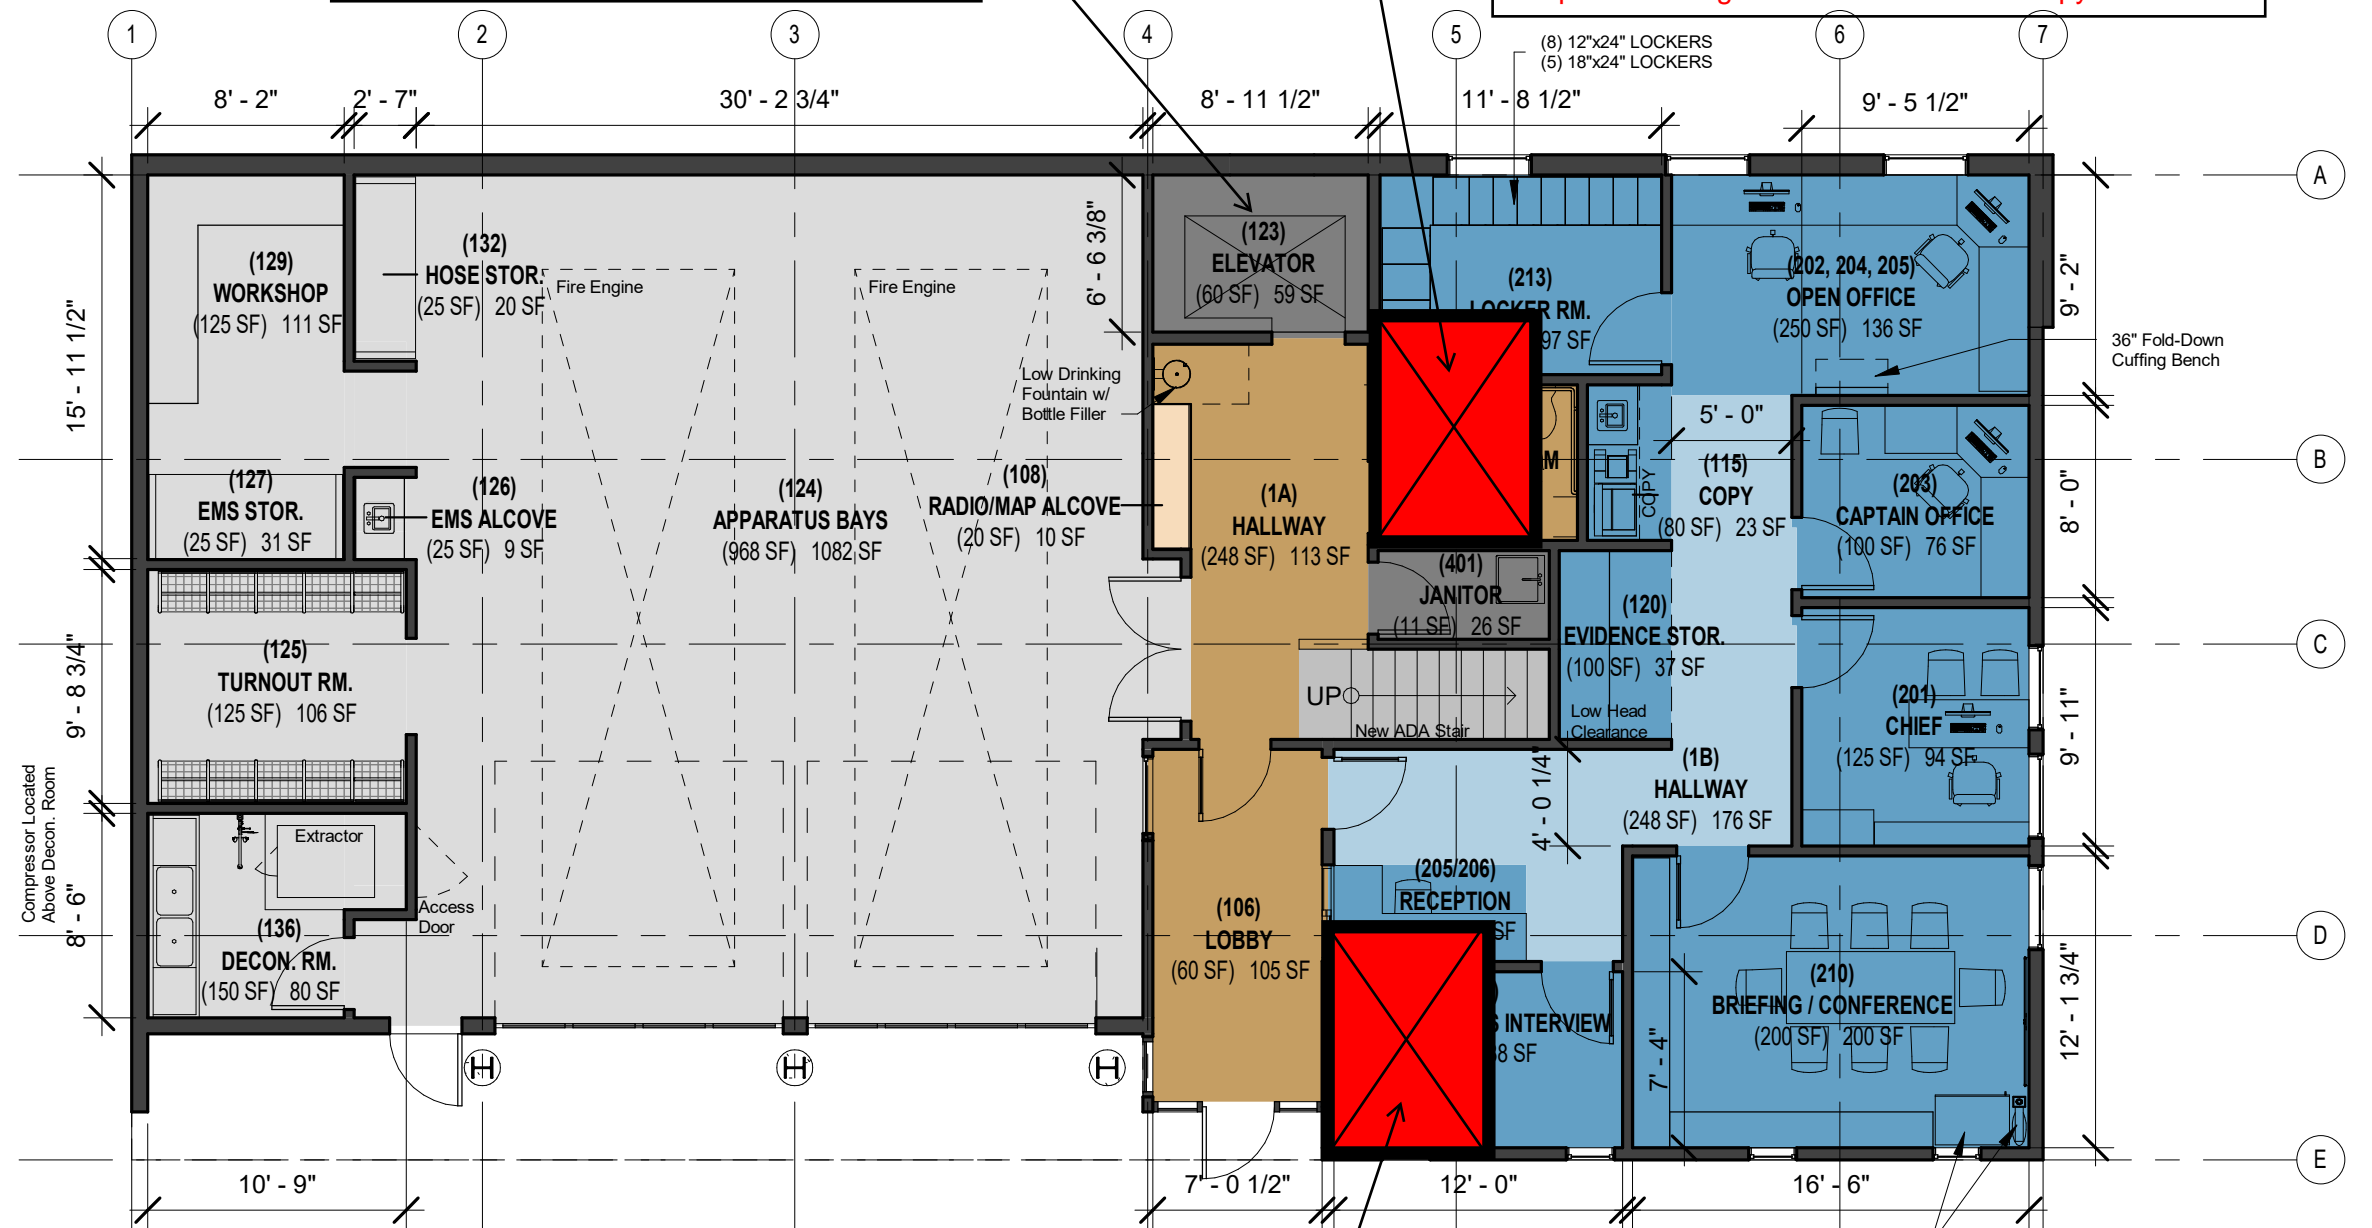 1
2
3
4
5
6
7
(8) 12"x24" LOCKERS
(5) 18"x24" LOCKERS
8' - 2"
2' - 7"
30' - 2 3/4"
8' - 11 1/2"
11' - 8 1/2"
9' - 5 1/2"
A
B
C
D
E
15' - 11 1/2"
9' - 8 3/4"
8' - 6"
Compressor Located
Above Decon. Room
(129)
WORKSHOP
(125 SF) 111 SF
(132)
HOSE STOR.
(25 SF) 20 SF
Fire Engine
Fire Engine
6' - 6 3/8"
(123)
ELEVATOR
(60 SF) 59 SF
(213)
LOCKER RM.
97 SF
(202, 204, 205)
OPEN OFFICE
(250 SF) 136 SF
9' - 2"
36" Fold-Down
Cuffing Bench
Low Drinking
Fountain w/
Bottle Filler
5' - 0"
(127)
EMS STOR.
(25 SF) 31 SF
(126)
EMS ALCOVE
(25 SF) 9 SF
(124)
APPARATUS BAYS
(968 SF) 1082 SF
(108)
RADIO/MAP ALCOVE
(20 SF) 10 SF
(1A)
HALLWAY
(248 SF) 113 SF
COPY
(115)
COPY
(80 SF) 23 SF
(203)
CAPTAIN OFFICE
(100 SF) 76 SF
8' - 0"
(401)
JANITOR
(11 SF) 26 SF
(120)
EVIDENCE STOR.
(100 SF) 37 SF
Low Head
Clearance
(125)
TURNOUT RM.
(125 SF) 106 SF
UP
New ADA Stair
(201)
CHIEF
(125 SF) 94 SF
9' - 11"
4' - 0 1/4"
(1B)
HALLWAY
(248 SF) 176 SF
Extractor
Access
Door
(136)
DECON. RM.
(150 SF) 80 SF
(106)
LOBBY
(60 SF) 105 SF
(205/206)
RECEPTION
SF
INTERVIEW
8 SF
(210)
BRIEFING / CONFERENCE
(200 SF) 200 SF
7' - 4"
12' - 1 3/4"
H
H
H
10' - 9"
7' - 0 1/2"
12' - 0"
16' - 6"